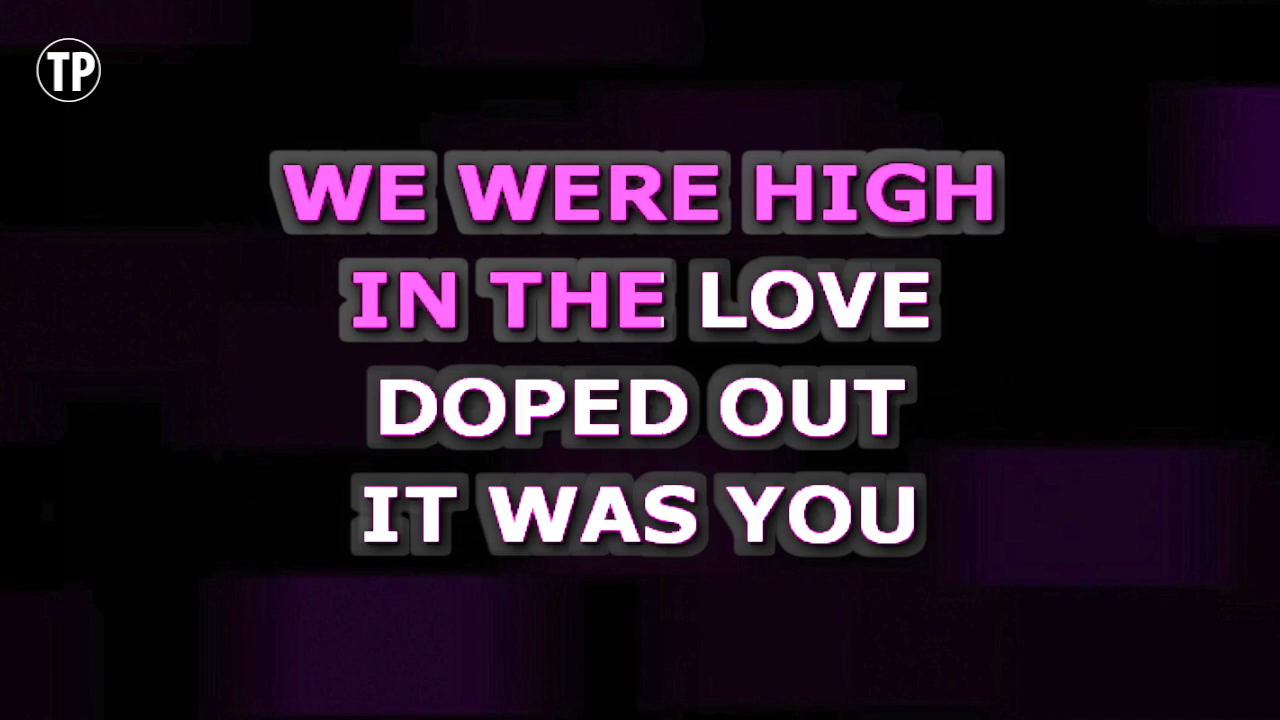 TP
WE WERE HIGH
IN THE LOVE
DOPED OUT
IT WAS YOU